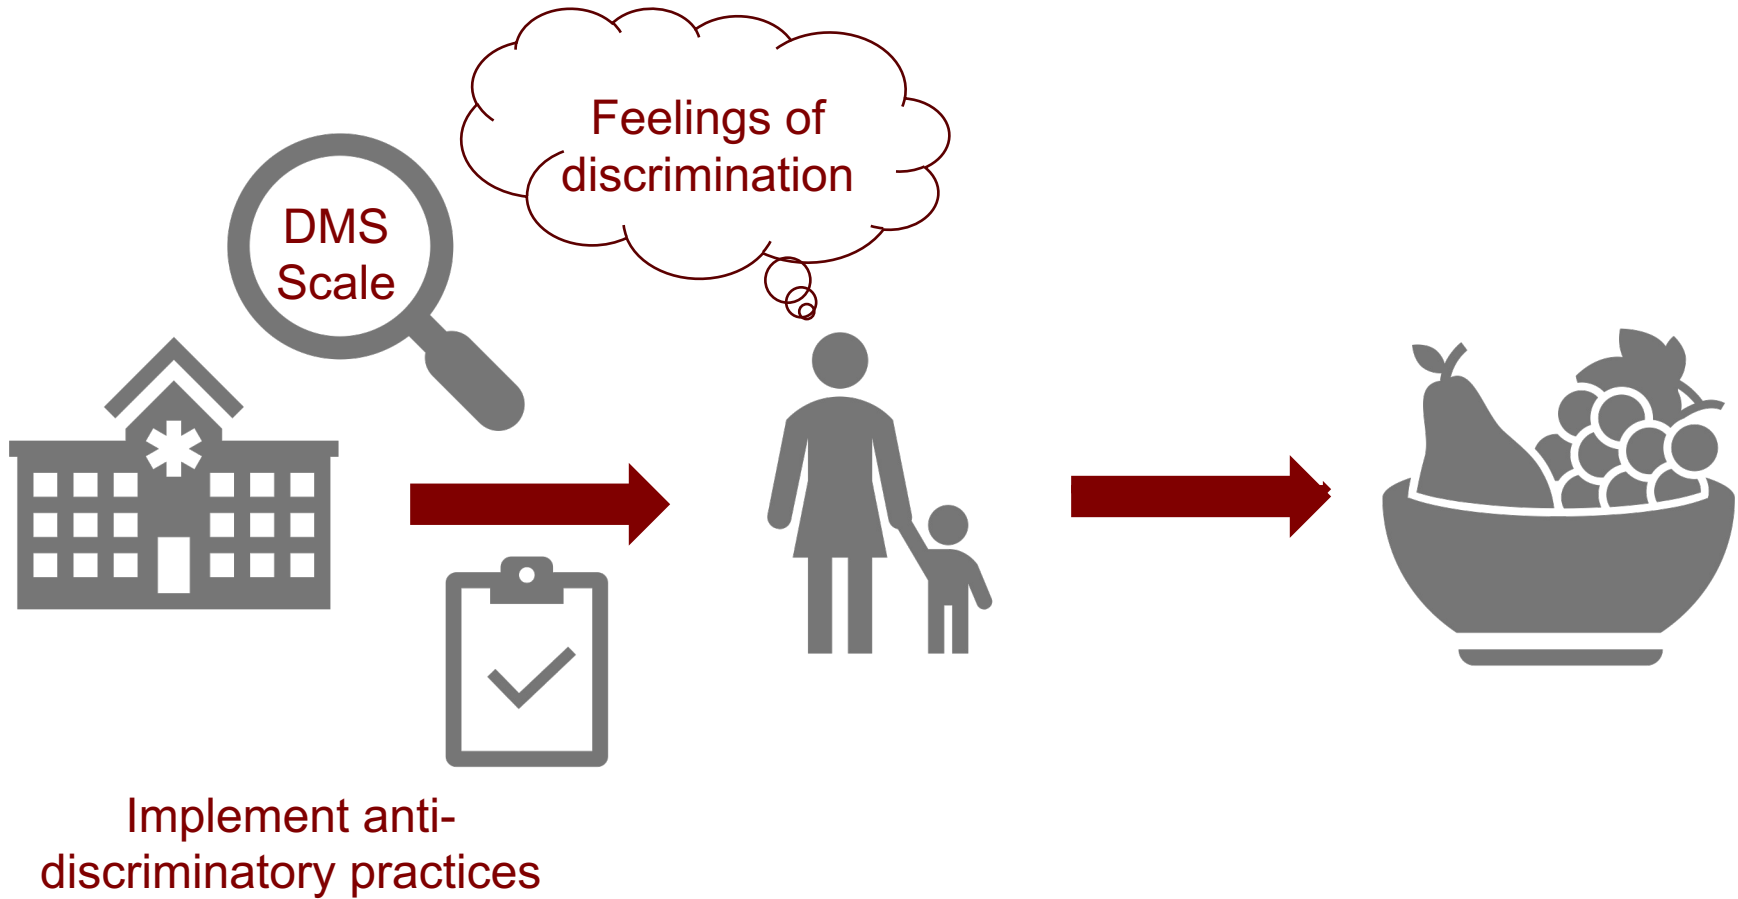 Feelings of
discrimination
DMS
Scale
Implement anti-
discriminatory practices